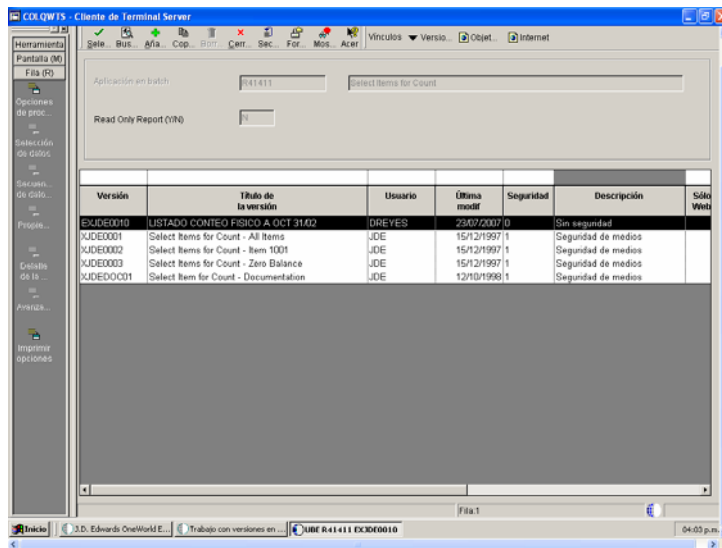 COLQWTS - Cliente de Terminal Server
Sele... Bus... Aña... Cop... Borr... Cerr... Sec... For... Mos... Acer
Vínculos Versio... Objet... Internet
Herramienta
Pantalla (M)
Fila (R)
Opciones de proc...
Selección de datos
Secuen... de dato...
Propie...
Detalle de la ...
Avanza...
Imprimir opciones
Aplicación en batch R41411 Select Items for Count
Read Only Report (Y/N) N
Versión Título de la versión Usuario Última modif Seguridad Descripción Sólo Web
EXJDE0010 LISTADO CONTEO FISICO A OCT 31/02 DREYES 23/07/2007 0 Sin seguridad
XJDE0001 Select Items for Count - All Items JDE 15/12/1997 1 Seguridad de medios
XJDE0002 Select Items for Count - Item 1001 JDE 15/12/1997 1 Seguridad de medios
XJDE0003 Select Items for Count - Zero Balance JDE 15/12/1997 1 Seguridad de medios
XJDEDOC01 Select Item for Count - Documentation JDE 12/10/1998 1 Seguridad de medios
Fila:1
Inicio J.D. Edwards OneWorld E... Trabajo con versiones en ... UBE R41411 EXJDE0010 04:03 p.m.